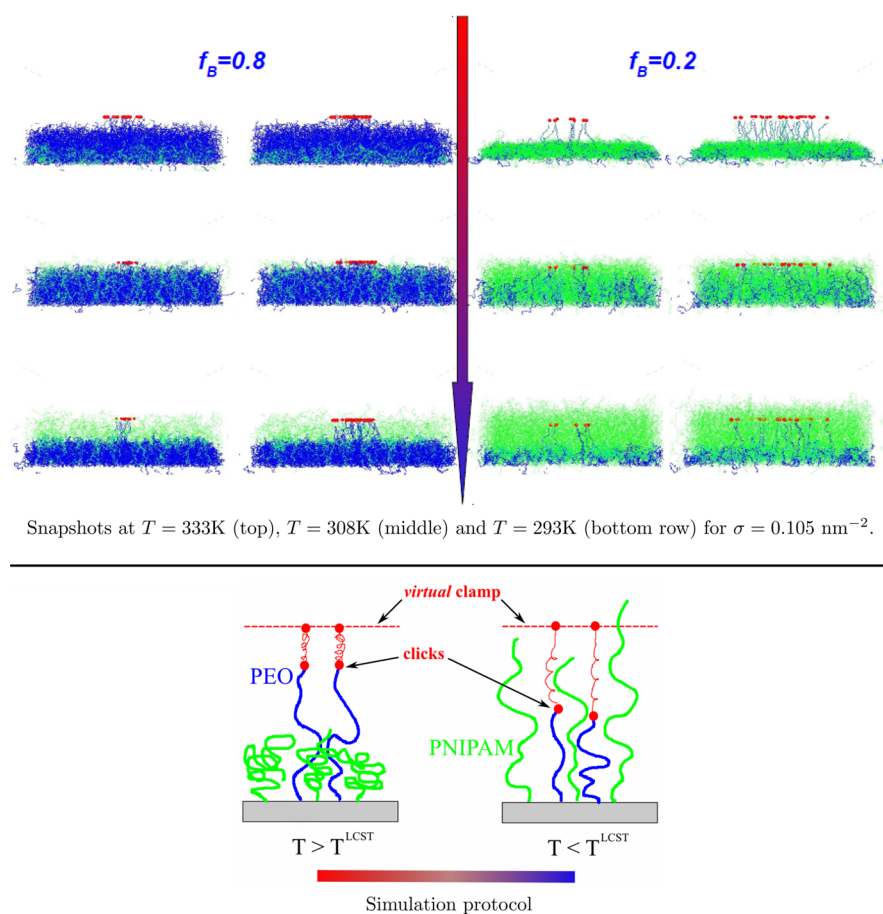 f_B=0.8
f_B=0.2
Snapshots at T = 333K (top), T = 308K (middle) and T = 293K (bottom row) for σ = 0.105 nm⁻².
virtual clamp
clicks
PEO
PNIPAM
T > T^LCST
T < T^LCST
Simulation protocol